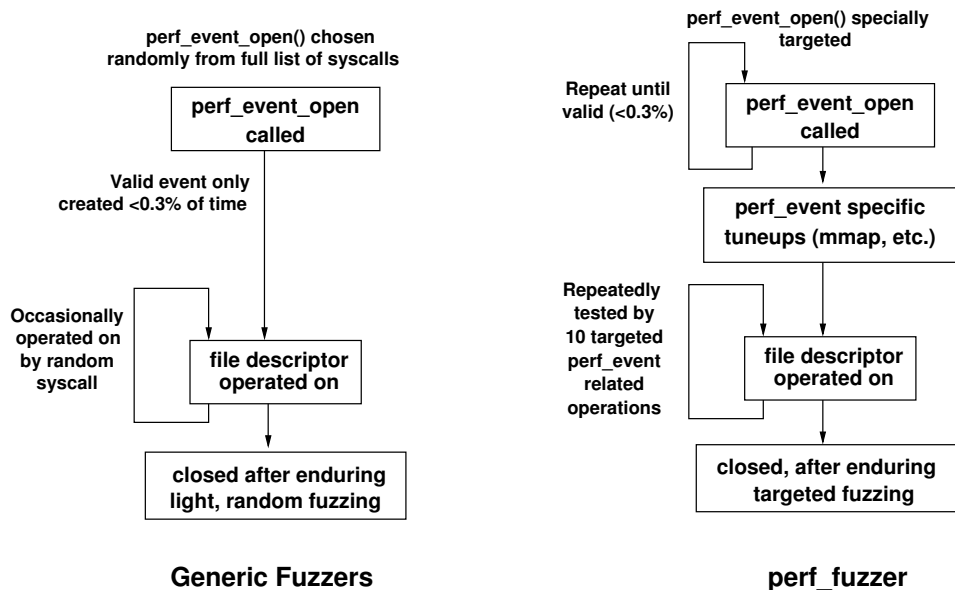 perf_event_open() chosen
randomly from full list of syscalls
perf_event_open
called
Valid event only
created <0.3% of time
Occasionally
operated on
by random
syscall
file descriptor
operated on
closed after enduring
light, random fuzzing
Generic Fuzzers
perf_event_open() specially
targeted
Repeat until
valid (<0.3%)
perf_event_open
called
perf_event specific
tuneups (mmap, etc.)
Repeatedly
tested by
10 targeted
perf_event
related
operations
file descriptor
operated on
closed, after enduring
targeted fuzzing
perf_fuzzer